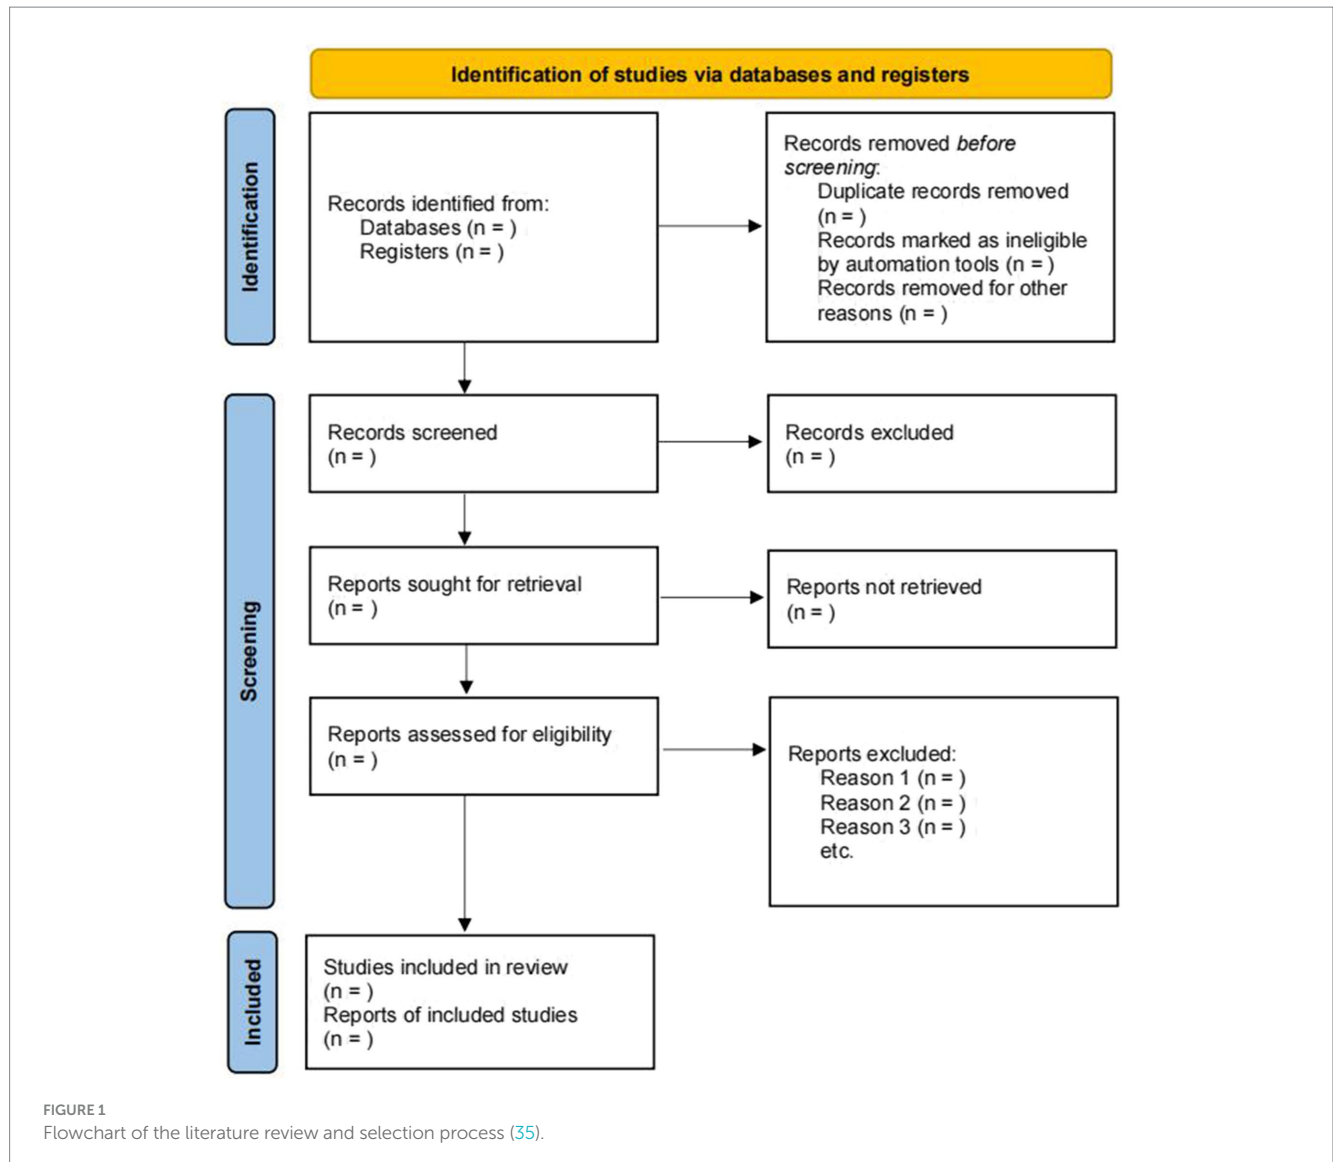 Identification of studies via databases and registers
Identification
Records identified from:
Databases (n = )
Registers (n = )
Records removed before
screening:
Duplicate records removed
(n = )
Records marked as ineligible
by automation tools (n = )
Records removed for other
reasons (n = )
Screening
Records screened
(n = )
Records excluded
(n = )
Reports sought for retrieval
(n = )
Reports not retrieved
(n = )
Reports assessed for eligibility
(n = )
Reports excluded:
Reason 1 (n = )
Reason 2 (n = )
Reason 3 (n = )
etc.
Included
Studies included in review
(n = )
Reports of included studies
(n = )
FIGURE 1
Flowchart of the literature review and selection process (35).